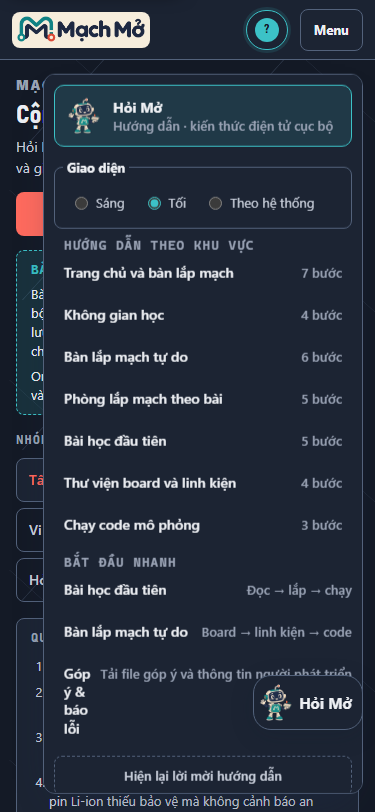 Mạch Mở
?
Menu
Hỏi Mở
Hướng dẫn · kiến thức điện tử cục bộ
Giao diện
Sáng
Tối
Theo hệ thống
HƯỚNG DẪN THEO KHU VỰC
Trang chủ và bàn lắp mạch 7 bước
Không gian học 4 bước
Bàn lắp mạch tự do 6 bước
Phòng lắp mạch theo bài 5 bước
Bài học đầu tiên 5 bước
Thư viện board và linh kiện 4 bước
Chạy code mô phỏng 3 bước
BẮT ĐẦU NHANH
Bài học đầu tiên Đọc → lắp → chạy
Bàn lắp mạch tự do Board → linh kiện → code
Góp ý & báo lỗi Tải file góp ý và thông tin người phát triển
Hỏi Mở
Hiện lại lời mời hướng dẫn
pin Li-ion thiếu bảo vệ mà không cảnh báo an